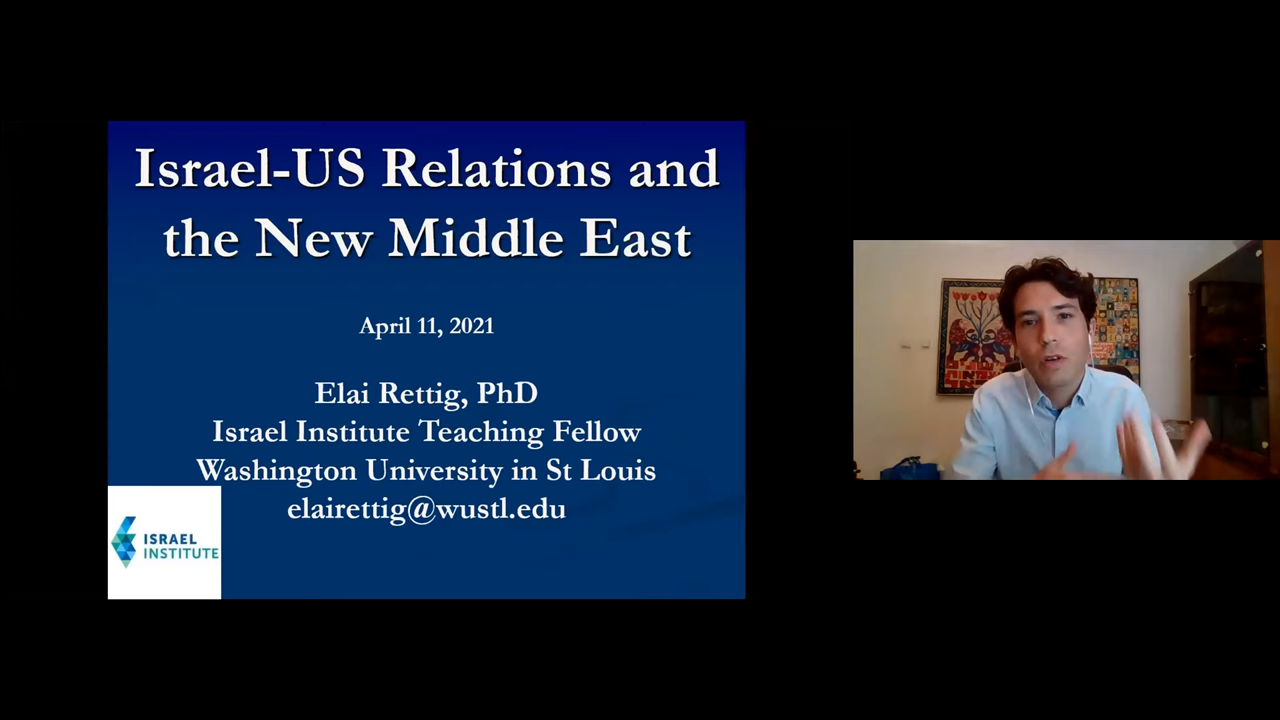 Israel-US Relations and
the New Middle East
April 11, 2021
Elai Rettig, PhD
Israel Institute Teaching Fellow
Washington University in St Louis
elairettig@wustl.edu
ISRAEL
INSTITUTE